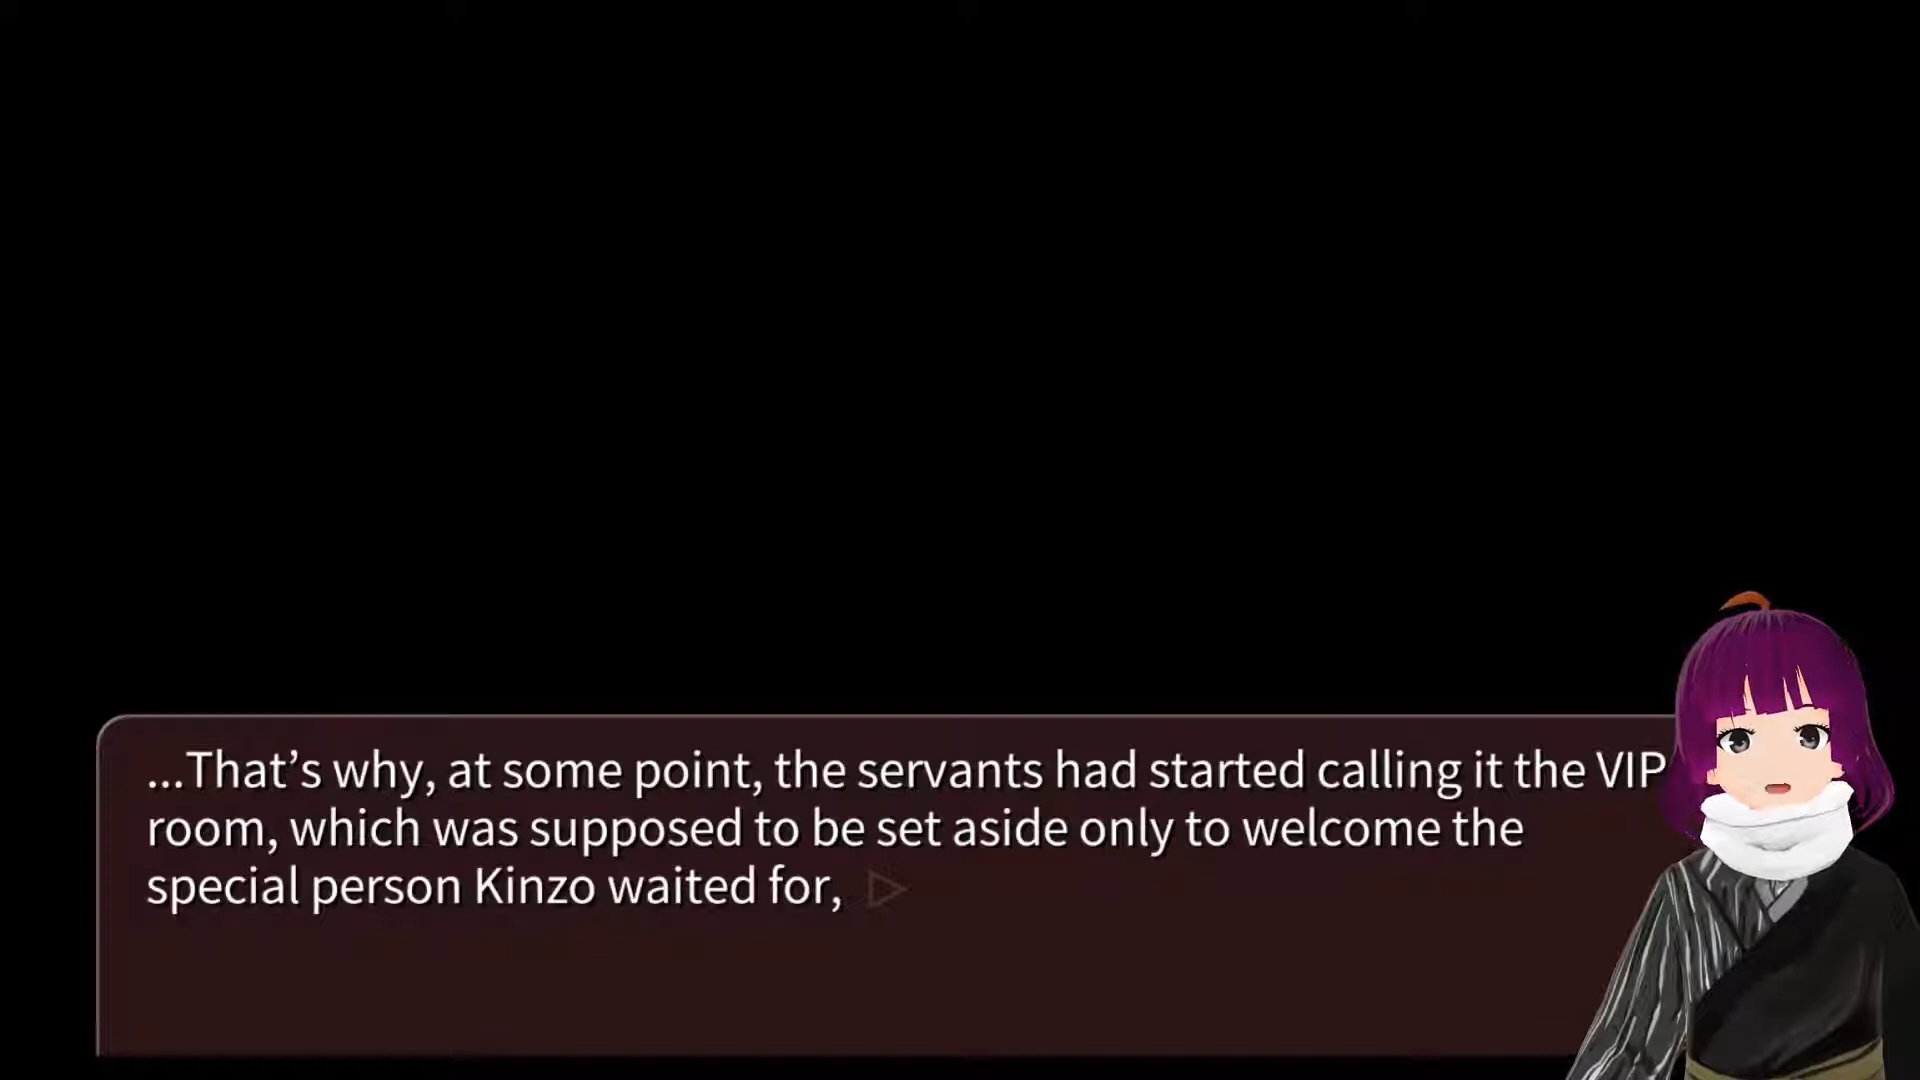 ...That’s why, at some point, the servants had started calling it the VIP
room, which was supposed to be set aside only to welcome the
special person Kinzo waited for,